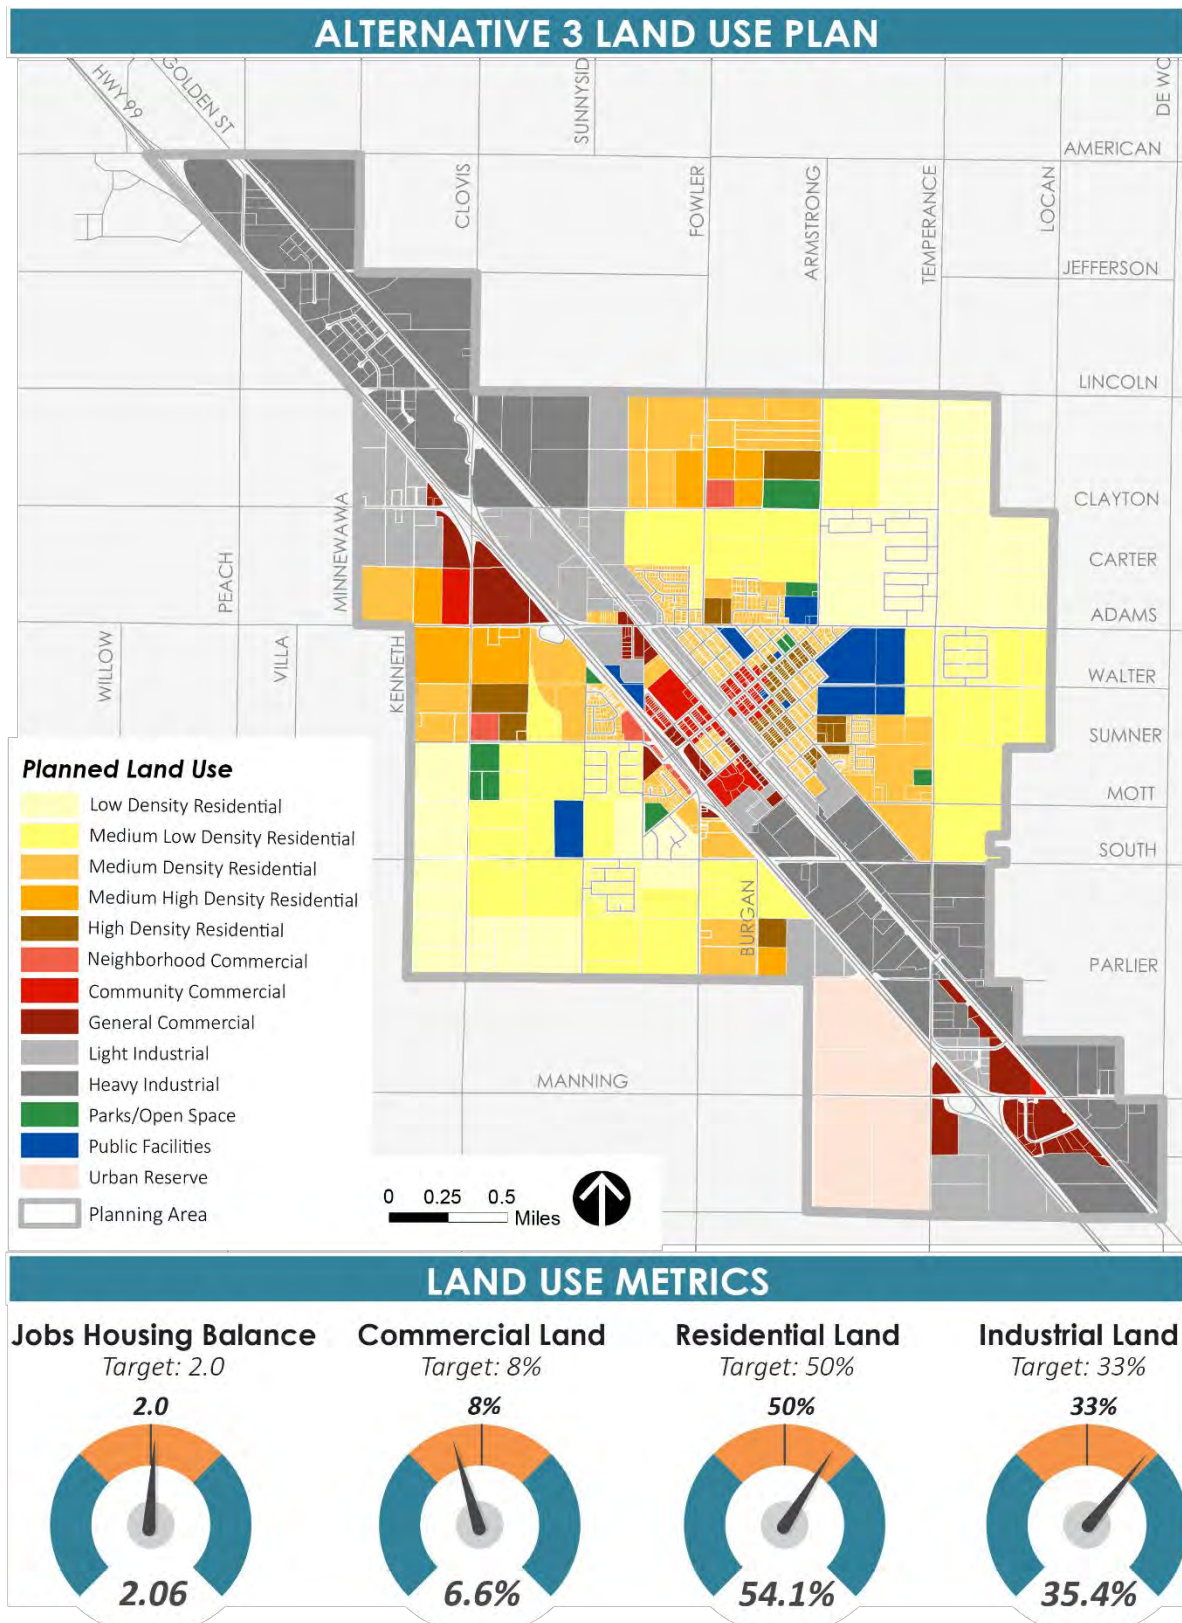 ALTERNATIVE 3 LAND USE PLAN
HWY 99
GOLDEN ST
SUNNYSID
DE WO
AMERICAN
CLOVIS
FOWLER
ARMSTRONG
TEMPERANCE
LOCAN
JEFFERSON
LINCOLN
MINNEWAWA
CLAYTON
PEACH
CARTER
ADAMS
WILLOW
VILLA
KENNETH
WALTER
SUMNER
MOTT
SOUTH
BURGAN
PARLIER
MANNING
Planned Land Use
Low Density Residential
Medium Low Density Residential
Medium Density Residential
Medium High Density Residential
High Density Residential
Neighborhood Commercial
Community Commercial
General Commercial
Light Industrial
Heavy Industrial
Parks/Open Space
Public Facilities
Urban Reserve
Planning Area
0 0.25 0.5
Miles
LAND USE METRICS
Jobs Housing Balance
Target: 2.0
2.0
2.06
Commercial Land
Target: 8%
8%
6.6%
Residential Land
Target: 50%
50%
54.1%
Industrial Land
Target: 33%
33%
35.4%